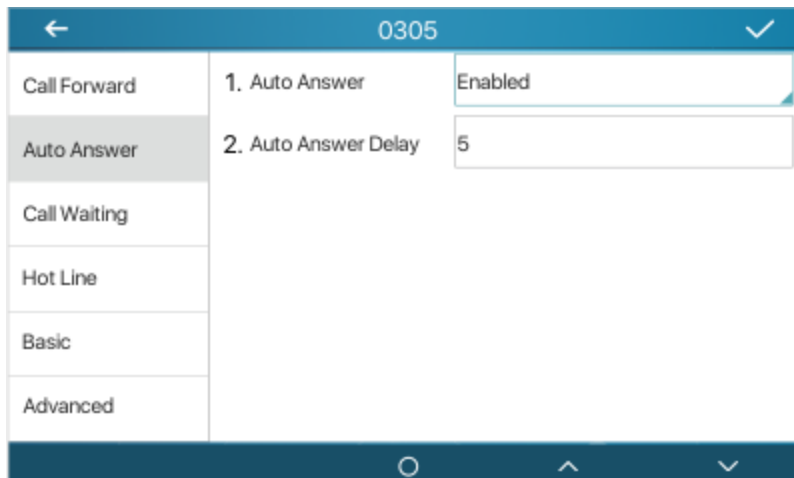 0305
Call Forward
Auto Answer
Call Waiting
Hot Line
Basic
Advanced
1. Auto Answer Enabled
2. Auto Answer Delay 5